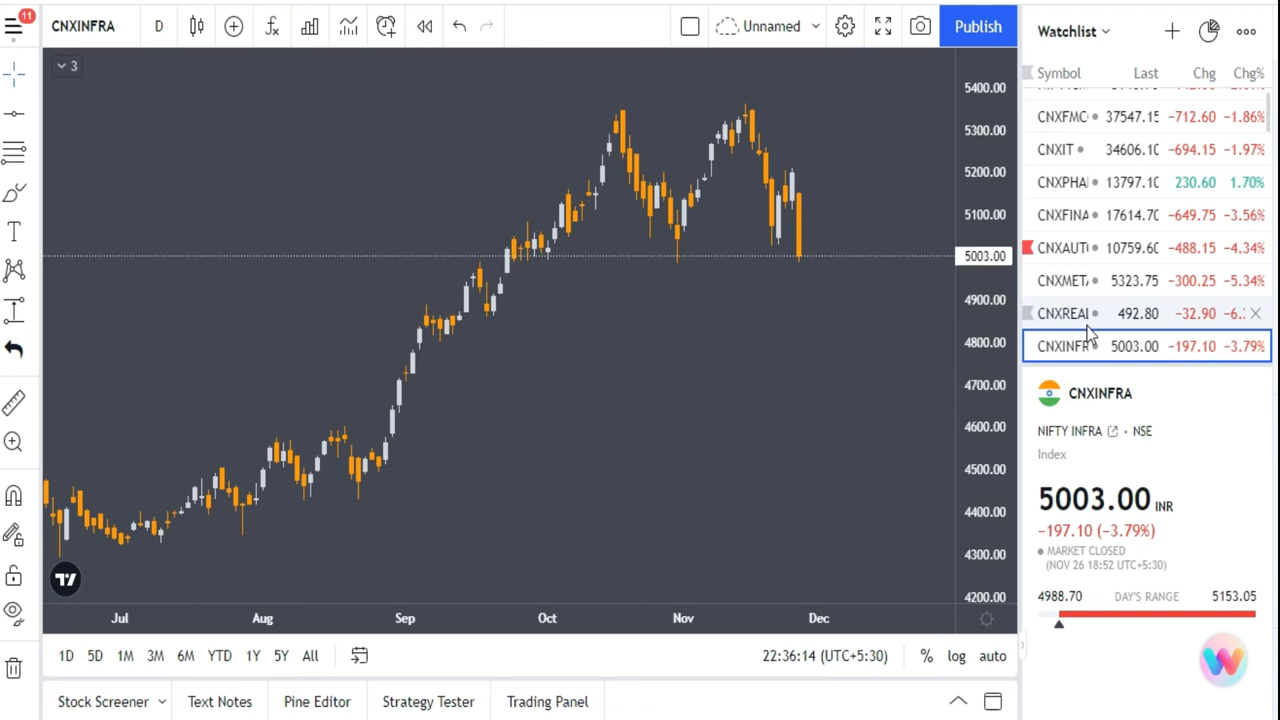 11
CNXINFRA
D
Unnamed
Publish
3
Watchlist
Symbol Last Chg Chg%
CNXFMC 37547.15 −712.60 −1.86%
CNXIT 34606.10 −694.15 −1.97%
CNXPHA 13797.10 230.60 1.70%
CNXFINA 17614.70 −649.75 −3.56%
CNXAUT 10759.60 −488.15 −4.34%
CNXMET 5323.75 −300.25 −5.34%
CNXREAL 492.80 −32.90 −6.
CNXINFR 5003.00 −197.10 −3.79%
CNXINFRA
NIFTY INFRA • NSE
Index
5003.00 INR
−197.10 (−3.79%)
MARKET CLOSED
(NOV 26 18:52 UTC+5:30)
4988.70 DAY'S RANGE 5153.05
5400.00
5300.00
5200.00
5100.00
5003.00
4900.00
4800.00
4700.00
4600.00
4500.00
4400.00
4300.00
4200.00
Jul Aug Sep Oct Nov Dec
1D 5D 1M 3M 6M YTD 1Y 5Y All
22:36:14 (UTC+5:30) % log auto
Stock Screener Text Notes Pine Editor Strategy Tester Trading Panel